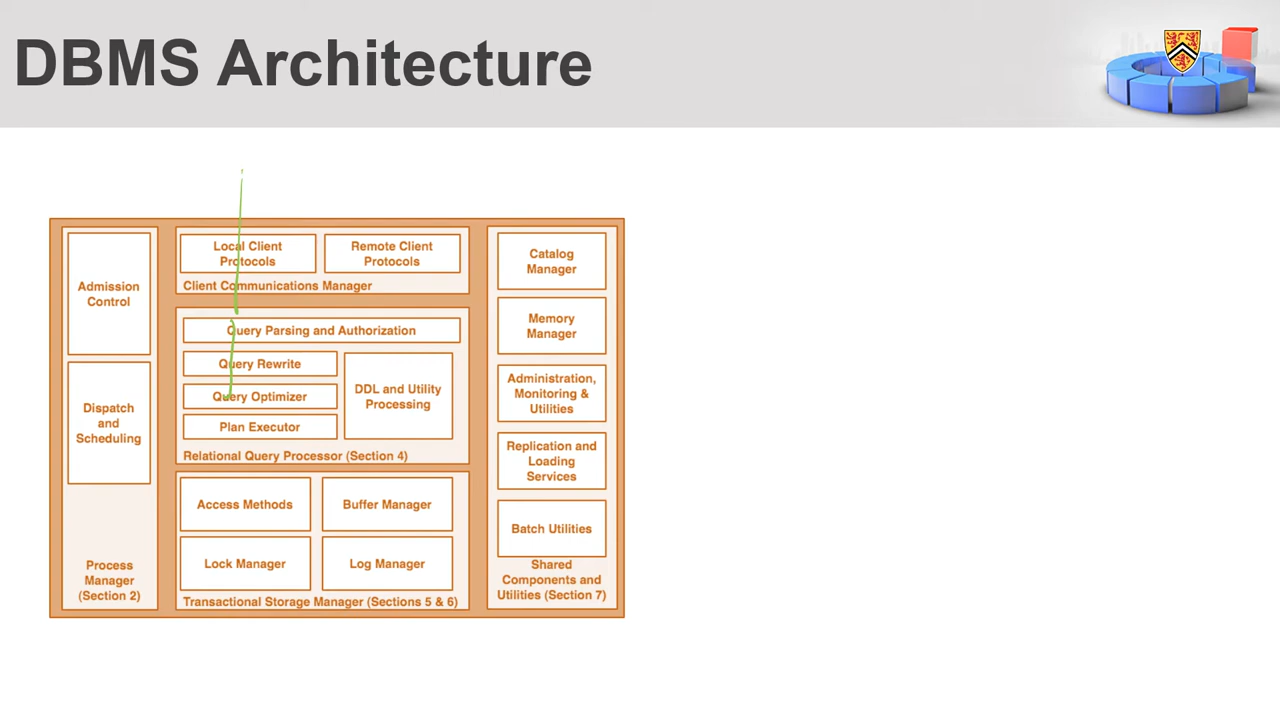 DBMS Architecture
Admission
Control
Dispatch
and
Scheduling
Process
Manager
(Section 2)
Local Client
Protocols
Remote Client
Protocols
Client Communications Manager
Query Parsing and Authorization
Query Rewrite
Query Optimizer
Plan Executor
DDL and Utility
Processing
Relational Query Processor (Section 4)
Access Methods
Buffer Manager
Lock Manager
Log Manager
Transactional Storage Manager (Sections 5 & 6)
Catalog
Manager
Memory
Manager
Administration,
Monitoring &
Utilities
Replication and
Loading
Services
Batch Utilities
Shared
Components and
Utilities (Section 7)